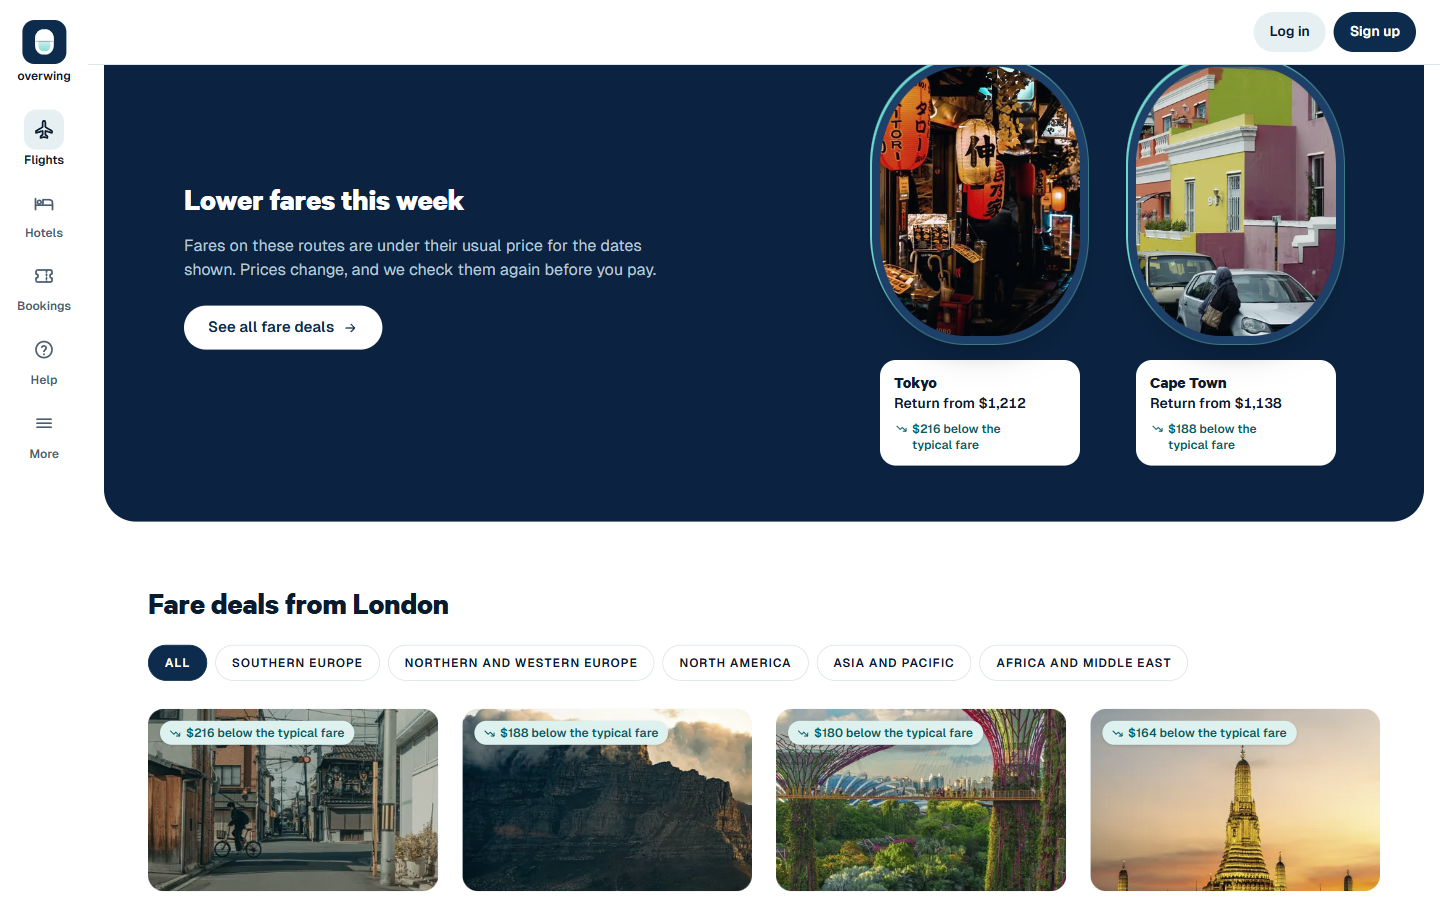 overwing
Log in
Sign up
Flights
Hotels
Bookings
Help
More
Lower fares this week
Fares on these routes are under their usual price for the dates
shown. Prices change, and we check them again before you pay.
See all fare deals
伸
Tokyo
Return from $1,212
$216 below the
typical fare
Cape Town
Return from $1,138
$188 below the
typical fare
Fare deals from London
ALL
SOUTHERN EUROPE
NORTHERN AND WESTERN EUROPE
NORTH AMERICA
ASIA AND PACIFIC
AFRICA AND MIDDLE EAST
$216 below the typical fare
$188 below the typical fare
$180 below the typical fare
$164 below the typical fare